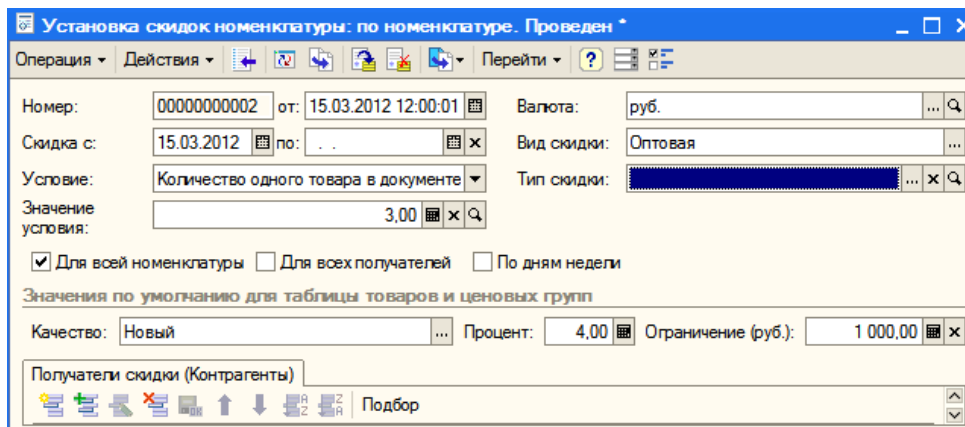 Установка скидок номенклатуры: по номенклатуре. Проведен *
Операция Действия Перейти ?
Номер: 00000000002 от: 15.03.2012 12:00:01 Валюта: руб. ...
Скидка с: 15.03.2012 по: . . Вид скидки: Оптовая ...
Условие: Количество одного товара в документе Тип скидки: ...
Значение
условия: 3,00
Для всей номенклатуры Для всех получателей По дням недели
Значения по умолчанию для таблицы товаров и ценовых групп
Качество: Новый ... Процент: 4,00 Ограничение (руб.): 1 000,00
Получатели скидки (Контрагенты)
Подбор